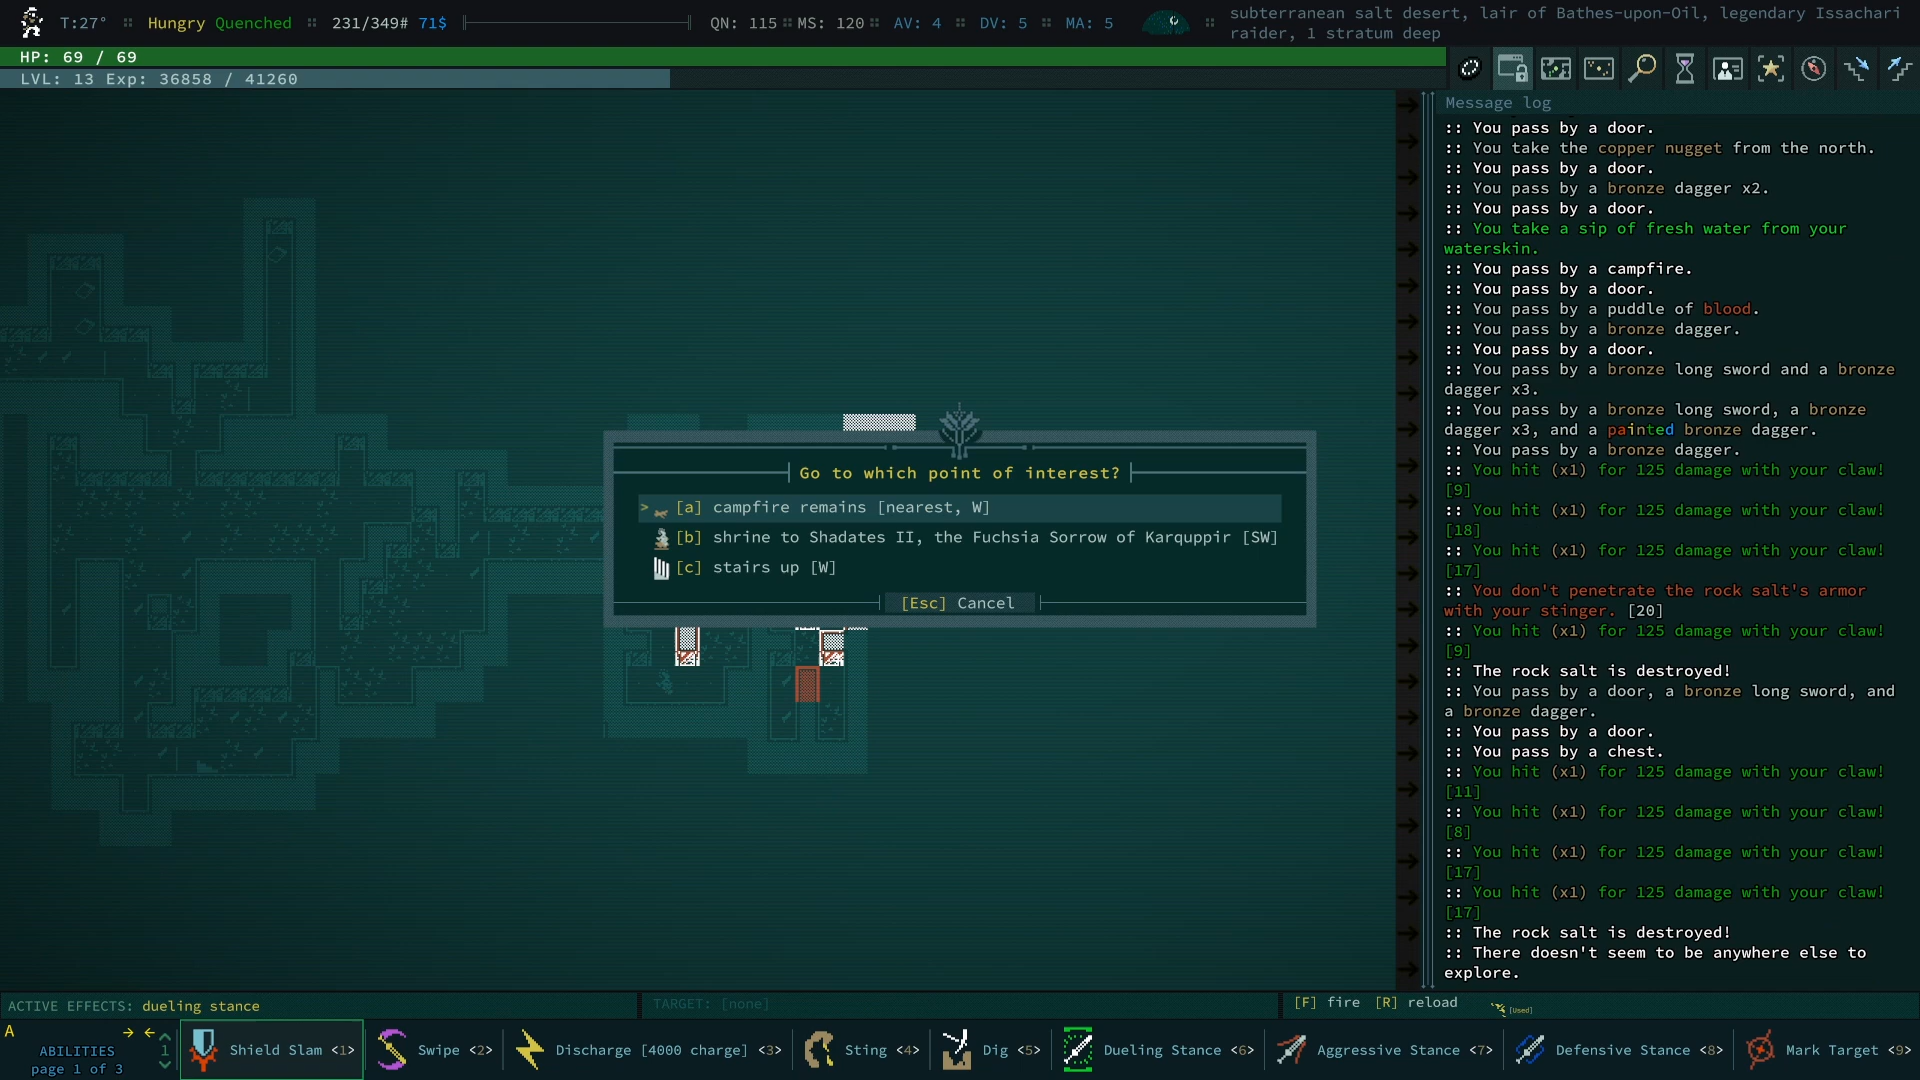 T:27° :: Hungry Quenched :: 231/349# 71$ QN: 115 :: MS: 120 :: AV: 4 :: DV: 5 :: MA: 5 :: subterranean salt desert, lair of Bathes-upon-Oil, legendary Issachari
raider, 1 stratum deep
HP: 69 / 69
LVL: 13 Exp: 36858 / 41260
Message log
:: You pass by a door.
:: You take the copper nugget from the north.
:: You pass by a door.
:: You pass by a bronze dagger x2.
:: You pass by a door.
:: You take a sip of fresh water from your
waterskin.
:: You pass by a campfire.
:: You pass by a door.
:: You pass by a puddle of blood.
:: You pass by a bronze dagger.
:: You pass by a door.
:: You pass by a bronze long sword and a bronze
dagger x3.
:: You pass by a bronze long sword, a bronze
dagger x3, and a painted bronze dagger.
:: You pass by a bronze dagger.
:: You hit (x1) for 125 damage with your claw!
[9]
:: You hit (x1) for 125 damage with your claw!
[18]
:: You hit (x1) for 125 damage with your claw!
[17]
:: You don't penetrate the rock salt's armor
with your stinger. [20]
:: You hit (x1) for 125 damage with your claw!
[9]
:: The rock salt is destroyed!
:: You pass by a door, a bronze long sword, and
a bronze dagger.
:: You pass by a door.
:: You pass by a chest.
:: You hit (x1) for 125 damage with your claw!
[11]
:: You hit (x1) for 125 damage with your claw!
[8]
:: You hit (x1) for 125 damage with your claw!
[17]
:: You hit (x1) for 125 damage with your claw!
[17]
:: The rock salt is destroyed!
:: There doesn't seem to be anywhere else to
explore.
Go to which point of interest?
> [a] campfire remains [nearest, W]
[b] shrine to Shadates II, the Fuchsia Sorrow of Karquppir [SW]
[c] stairs up [W]
[Esc] Cancel
ACTIVE EFFECTS: dueling stance
TARGET: [none]
[F] fire [R] reload [Used]
A
ABILITIES
page 1 of 3
1
Shield Slam <1>
Swipe <2>
Discharge [4000 charge] <3>
Sting <4>
Dig <5>
Dueling Stance <6>
Aggressive Stance <7>
Defensive Stance <8>
Mark Target <9>